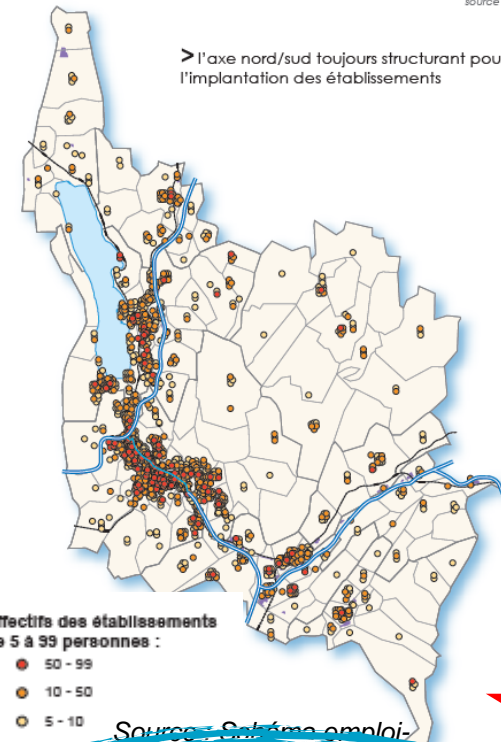 source
> l'axe nord/sud toujours structurant pou
l'implantation des établissements
ffectifs des établissements
e 5 à 99 personnes :
50 - 99
10 - 50
5 - 10
Source : Schéma emploi-